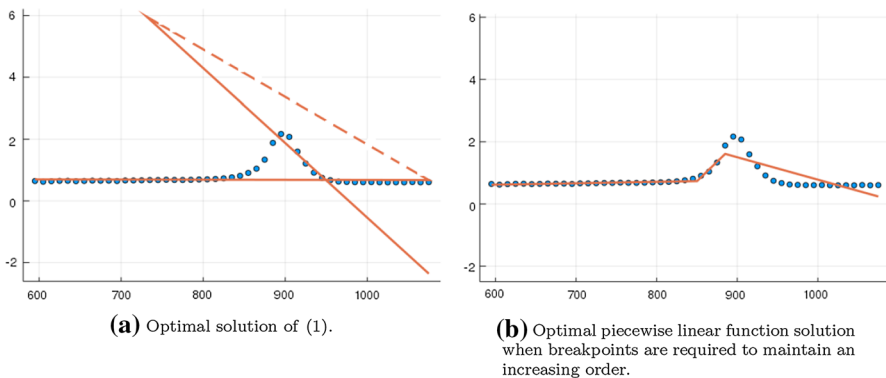 6
4
2
0
-2
600 700 800 900 1000
(a) Optimal solution of (1).
6
4
2
0
-2
600 700 800 900 1000
(b) Optimal piecewise linear function solution
when breakpoints are required to maintain an
increasing order.